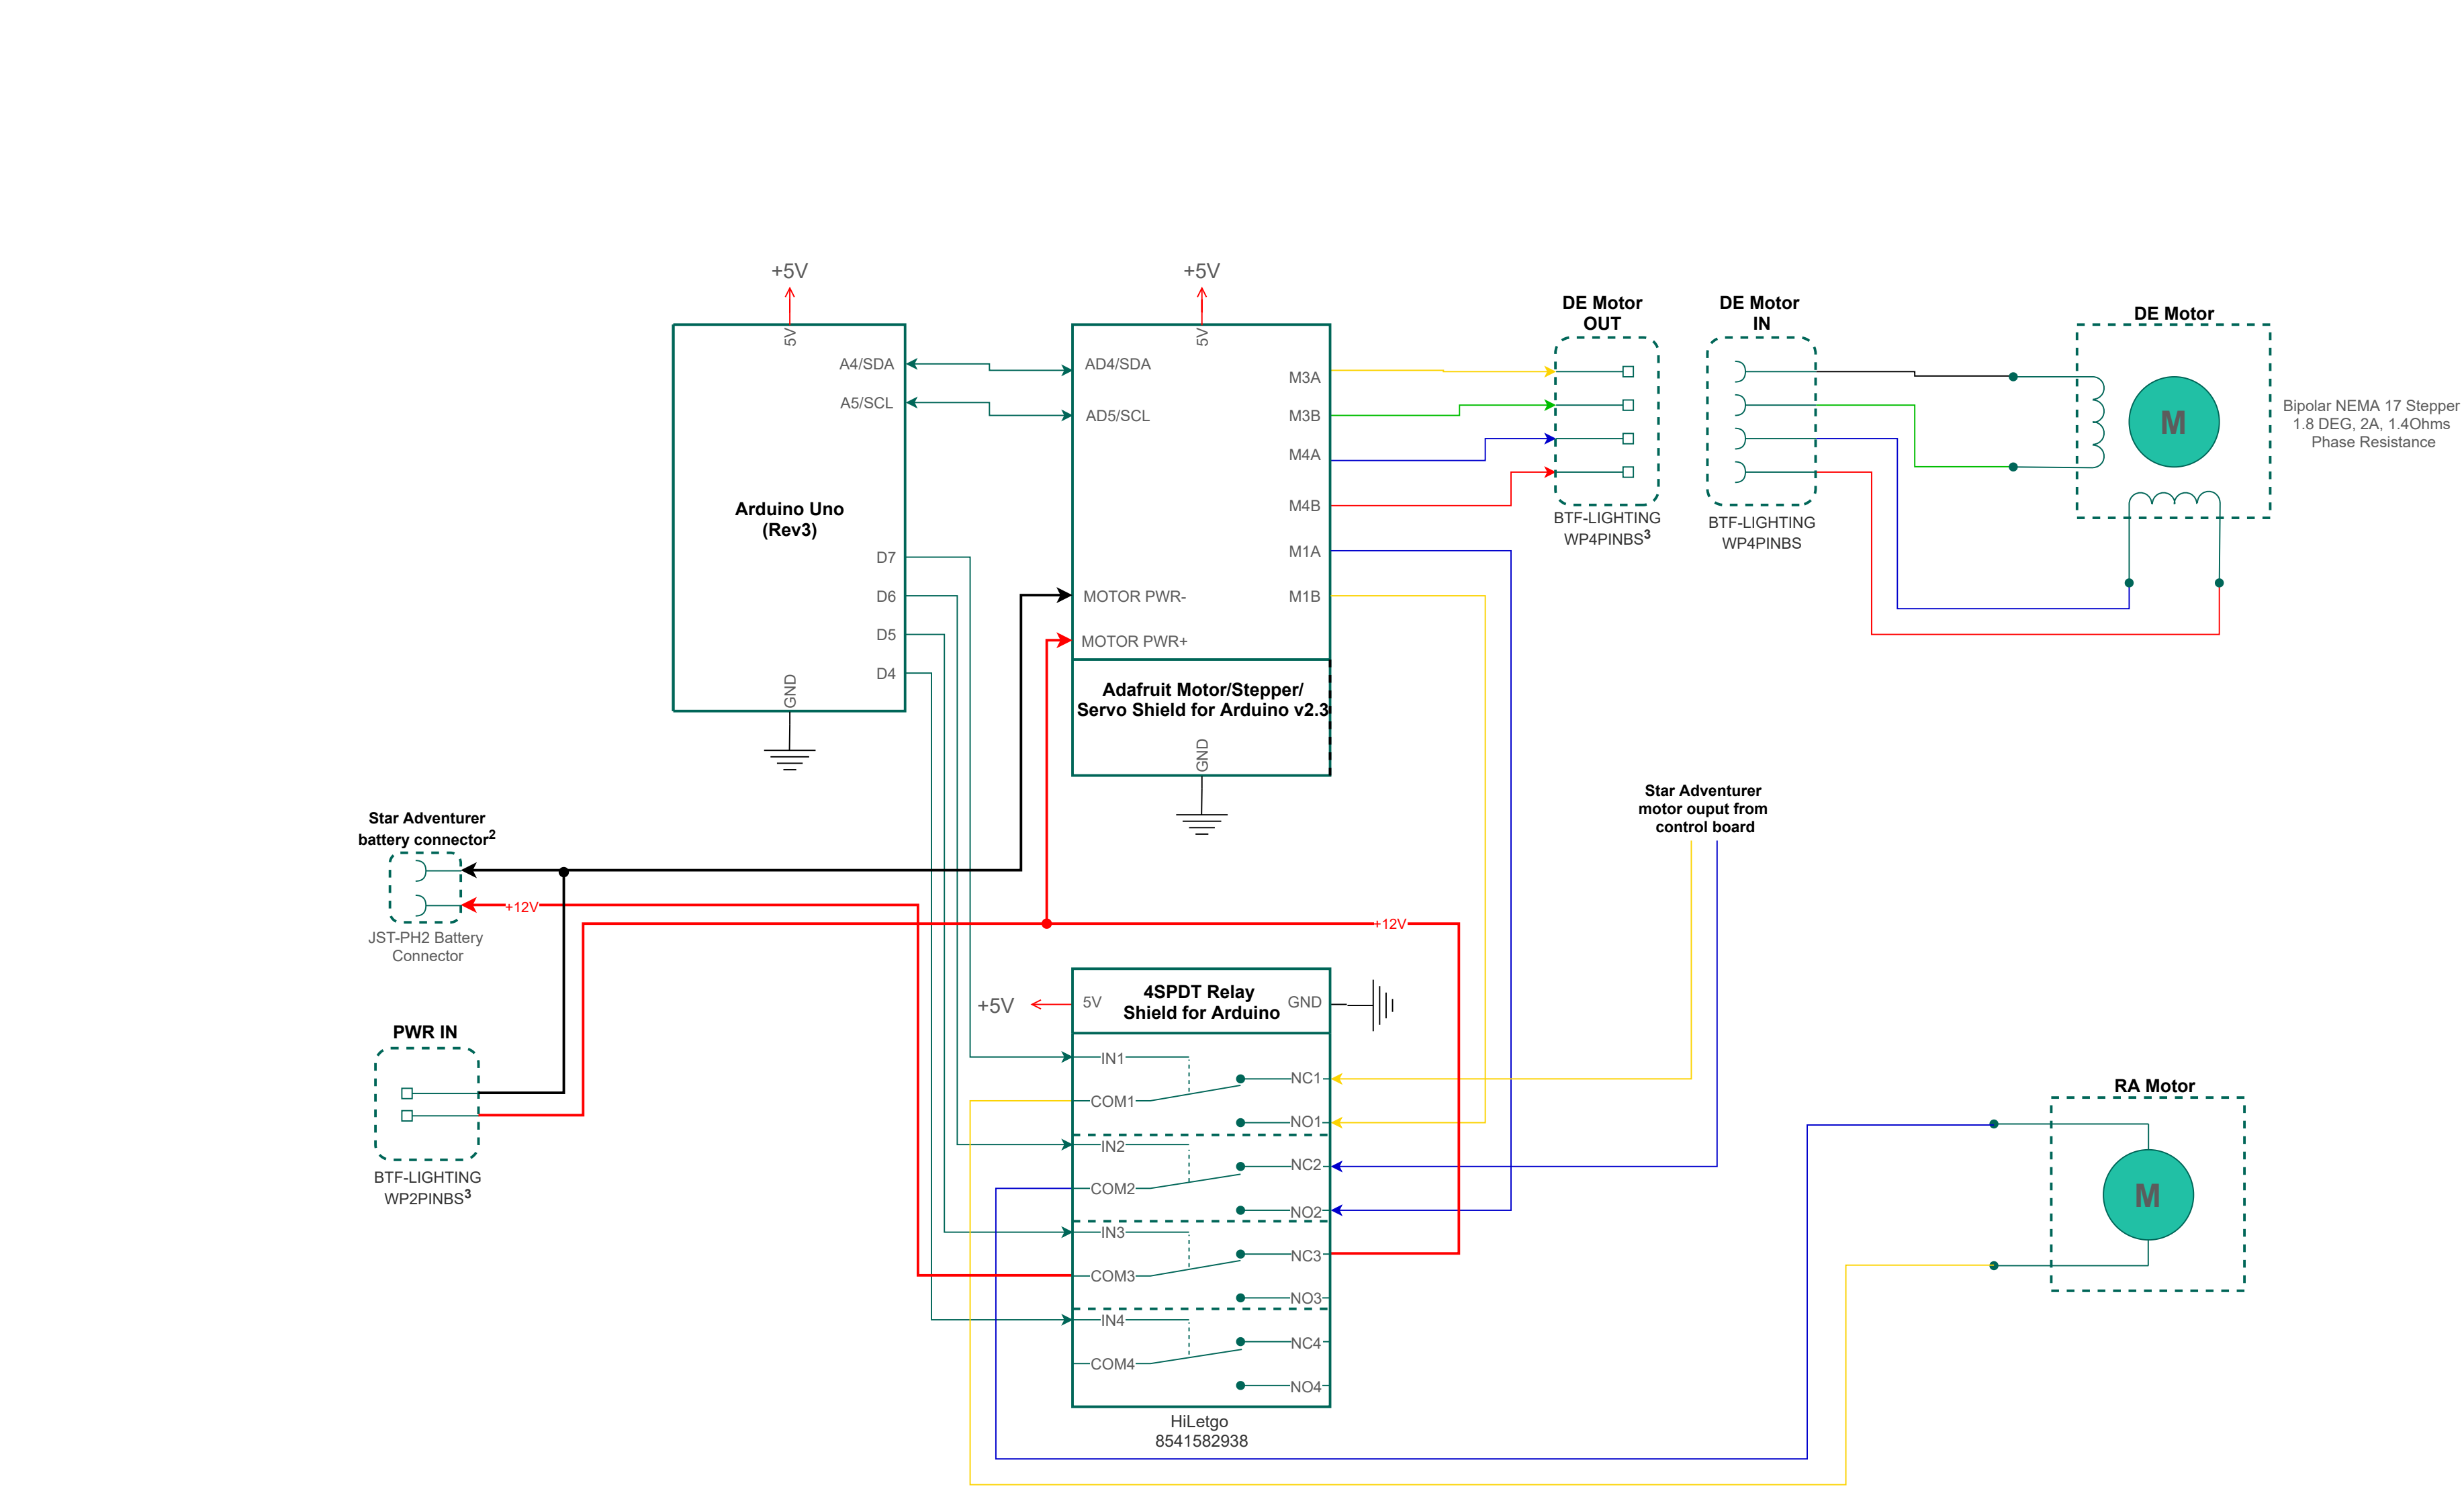 +5V
5V
A4/SDA
A5/SCL
Arduino Uno
(Rev3)
D7
D6
D5
D4
GND
+5V
5V
AD4/SDA
AD5/SCL
M3A
M3B
M4A
M4B
M1A
M1B
MOTOR PWR-
MOTOR PWR+
Adafruit Motor/Stepper/
Servo Shield for Arduino v2.3
GND
DE Motor
OUT
BTF-LIGHTING
WP4PINBS3
DE Motor
IN
BTF-LIGHTING
WP4PINBS
DE Motor
M
Bipolar NEMA 17 Stepper
1.8 DEG, 2A, 1.4Ohms
Phase Resistance
Star Adventurer
battery connector2
+12V
JST-PH2 Battery
Connector
+12V
PWR IN
BTF-LIGHTING
WP2PINBS3
Star Adventurer
motor ouput from
control board
+5V
5V
4SPDT Relay
Shield for Arduino
GND
IN1
COM1
NC1
NO1
IN2
COM2
NC2
NO2
IN3
COM3
NC3
NO3
IN4
COM4
NC4
NO4
HiLetgo
8541582938
RA Motor
M